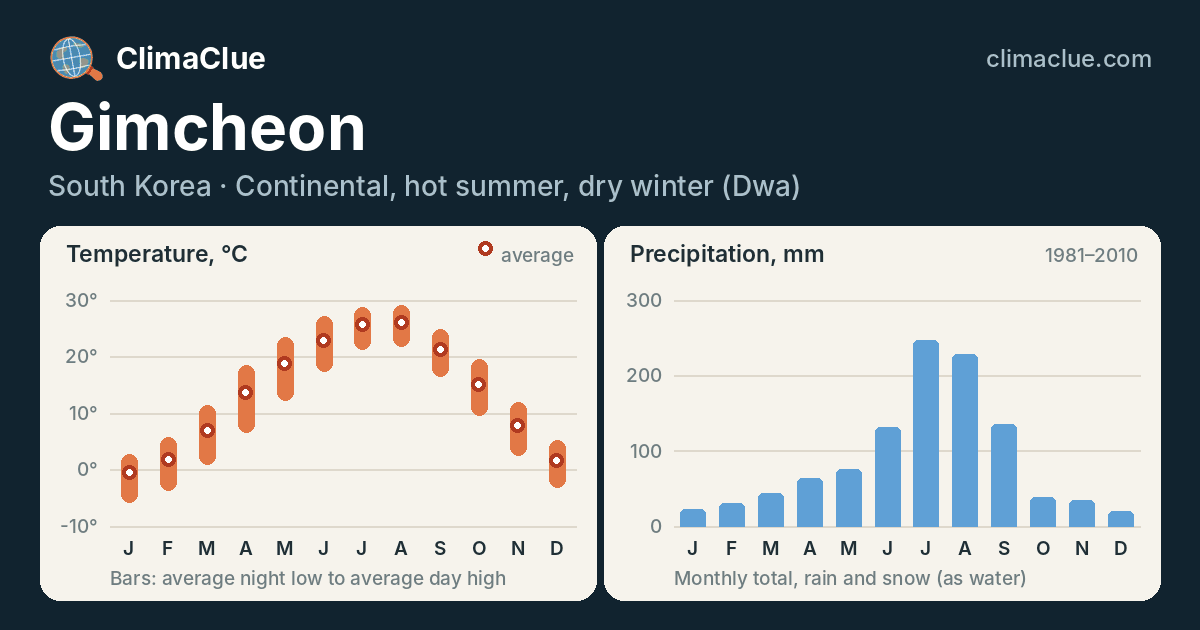 ClimaClue
climaclue.com
Gimcheon
South Korea · Continental, hot summer, dry winter (Dwa)
Temperature, °C
average
30°
20°
10°
0°
-10°
J F M A M J J A S O N D
Bars: average night low to average day high
Precipitation, mm
1981–2010
300
200
100
0
J F M A M J J A S O N D
Monthly total, rain and snow (as water)